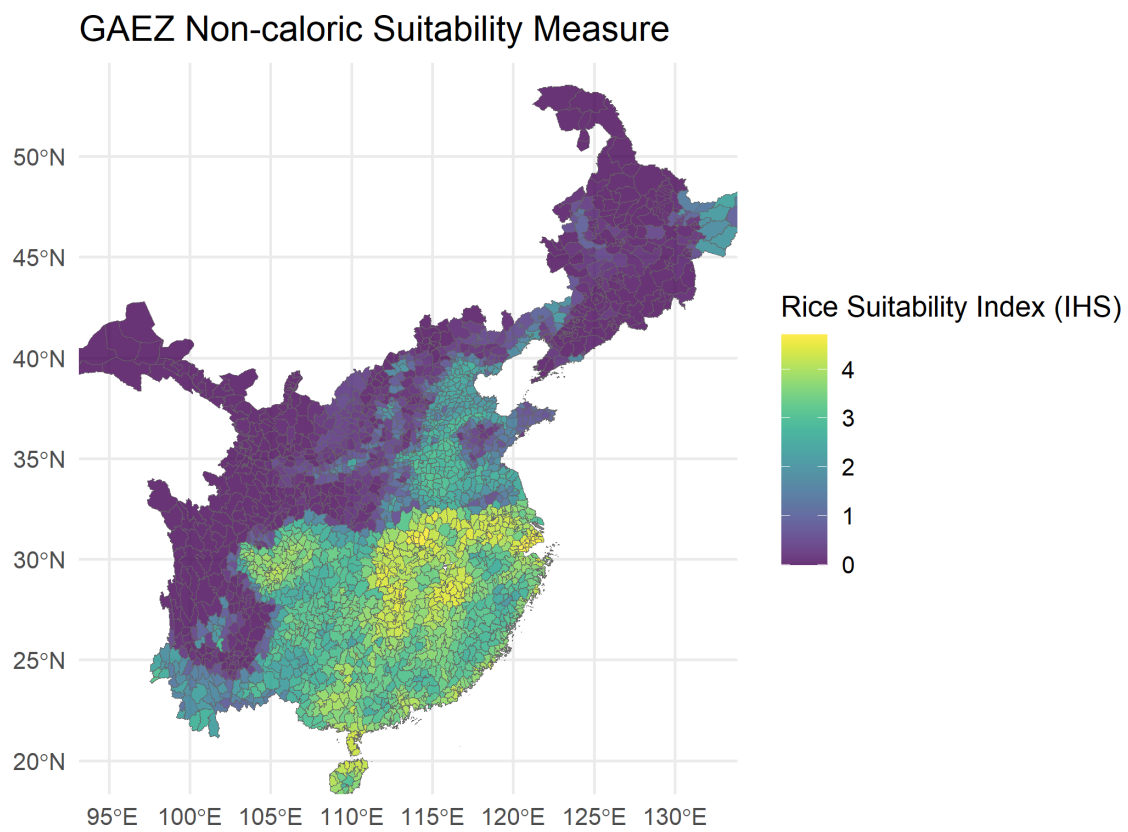 GAEZ Non-caloric Suitability Measure
50°N
45°N
40°N
35°N
30°N
25°N
20°N
95°E 100°E 105°E 110°E 115°E 120°E 125°E 130°E
Rice Suitability Index (IHS)
4
3
2
1
0